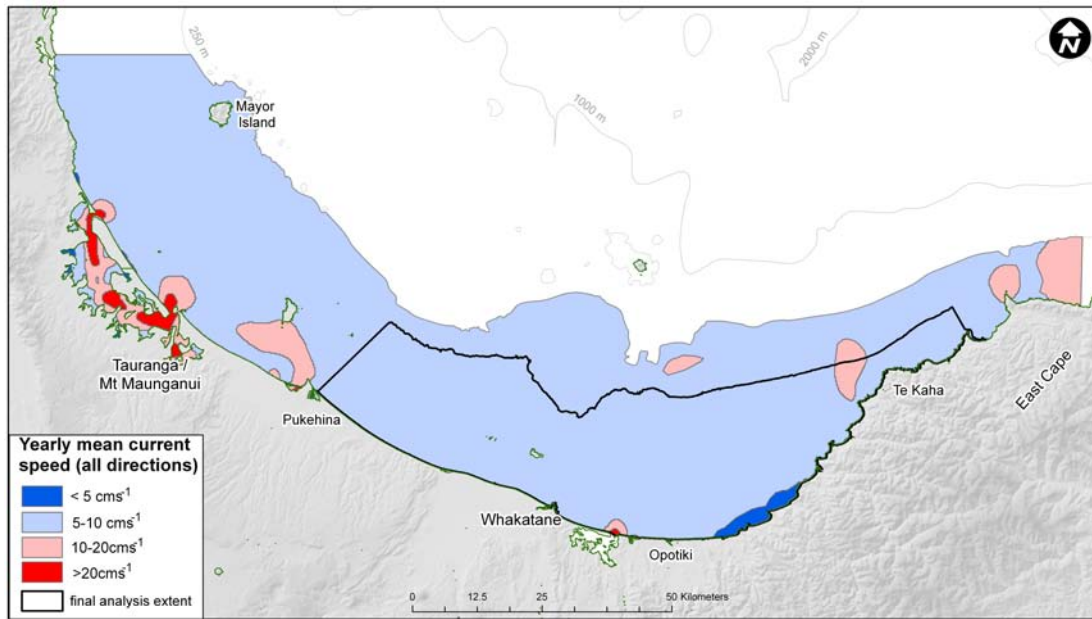 250 m
2000 m
N
Mayor
Island
1000 m
Tauranga /
Mt Maunganui
Pukehina
Te Kaha
East Cape
Whakatane
Opotiki
Yearly mean current
speed (all directions)
< 5 cms-1
5-10 cms-1
10-20cms-1
>20cms-1
final analysis extent
0 12.5 25 50 Kilometers